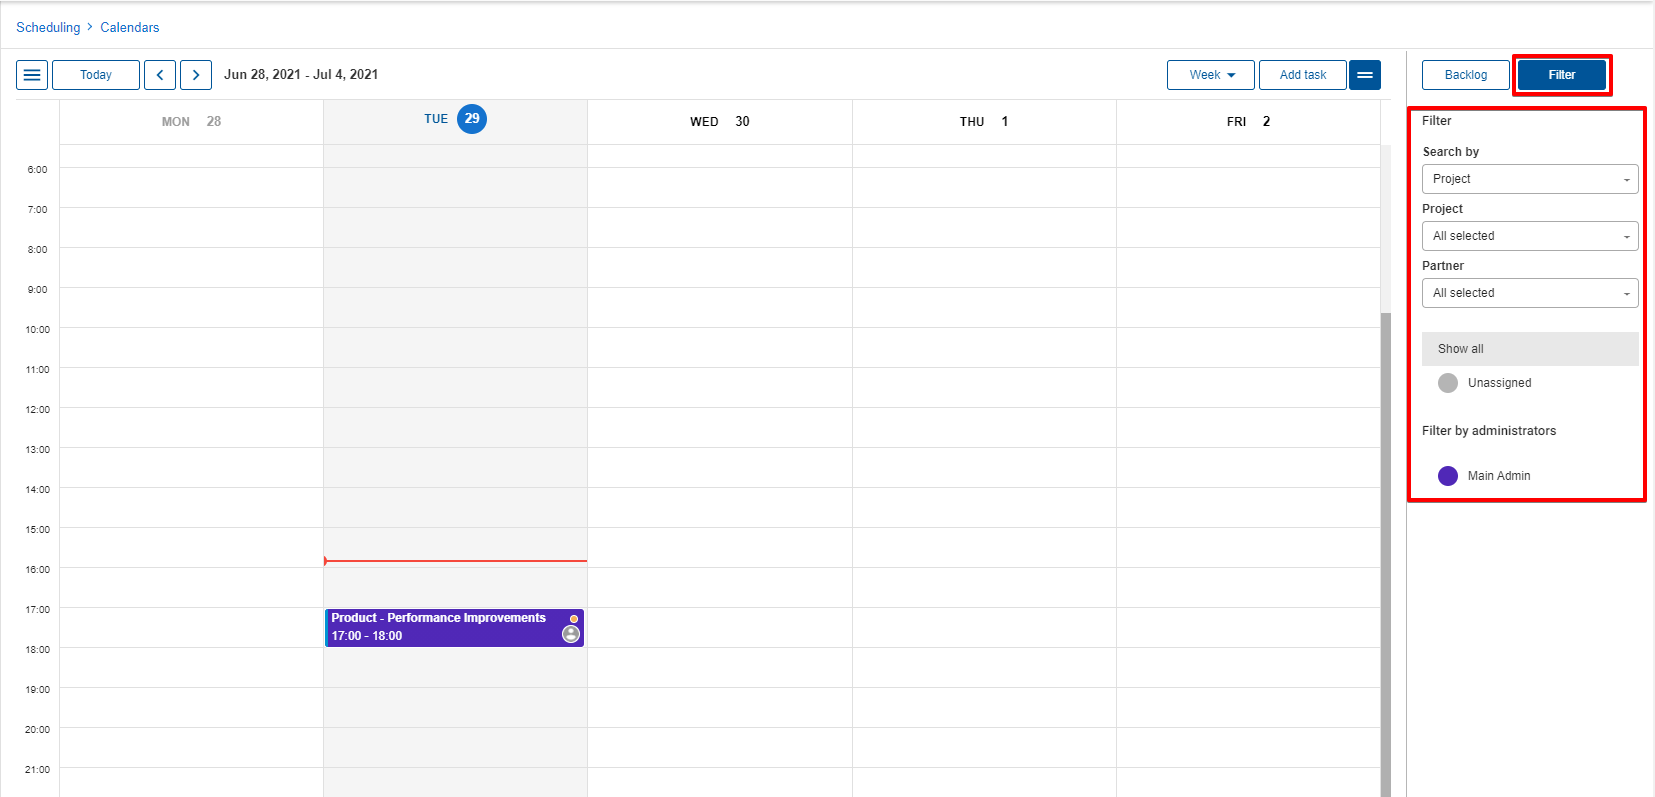 Scheduling > Calendars
Today < > Jun 28, 2021 - Jul 4, 2021 Week Add task Backlog Filter
MON 28 TUE 29 WED 30 THU 1 FRI 2
6:00
7:00
8:00
9:00
10:00
11:00
12:00
13:00
14:00
15:00
16:00
17:00
18:00
19:00
20:00
21:00
Product - Performance Improvements
17:00 - 18:00
Filter
Search by
Project
Project
All selected
Partner
All selected
Show all
Unassigned
Filter by administrators
Main Admin